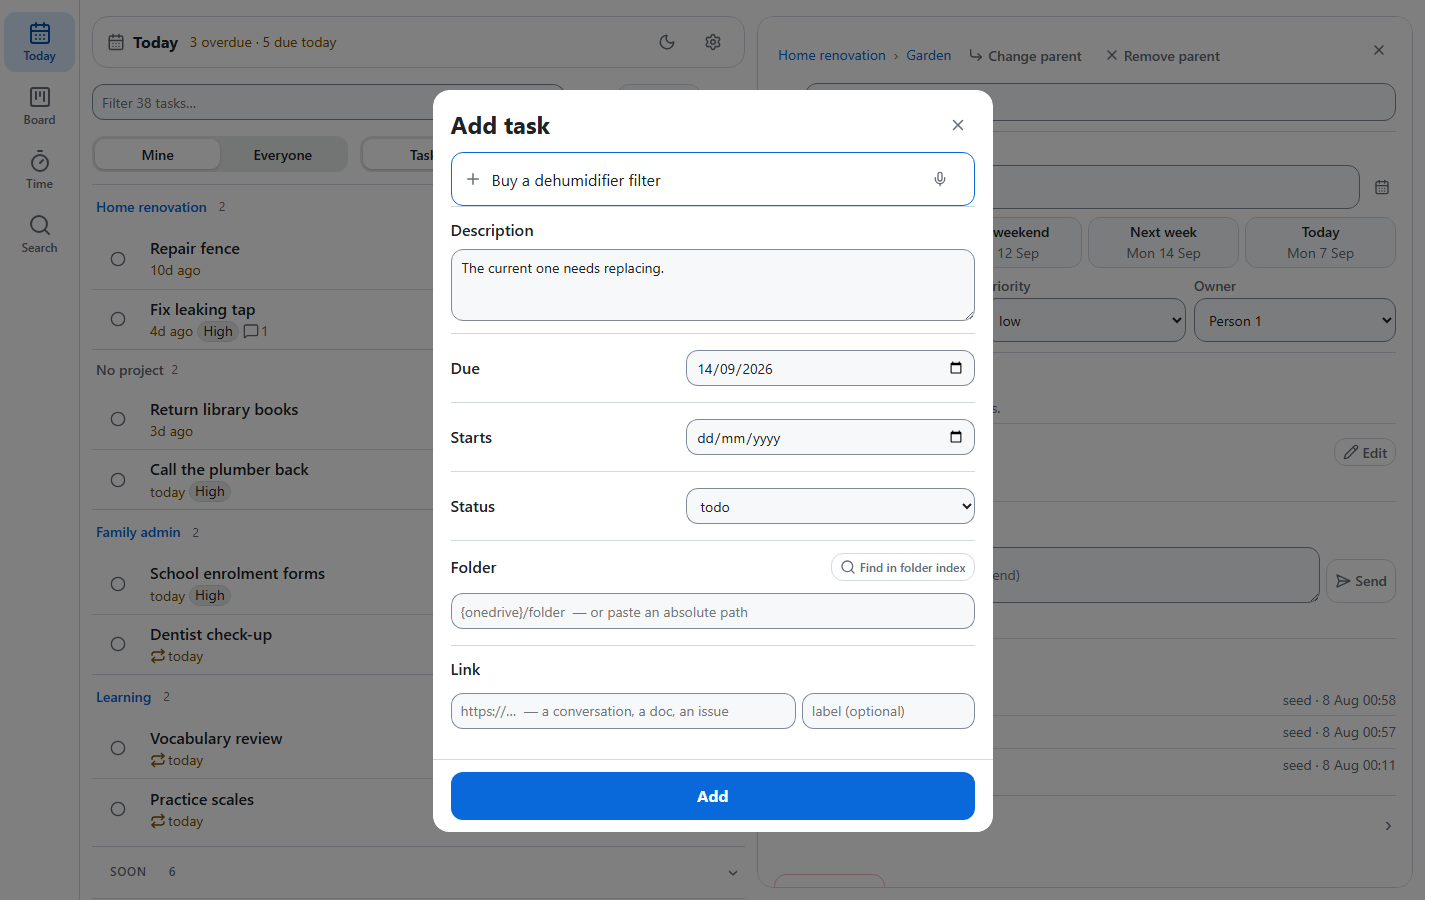 Today
Board
Time
Search
Today 3 overdue · 5 due today
Filter 38 tasks...
Mine Everyone
Home renovation 2
Repair fence
10d ago
Fix leaking tap
4d ago High 1
No project 2
Return library books
3d ago
Call the plumber back
today High
Family admin 2
School enrolment forms
today High
Dentist check-up
today
Learning 2
Vocabulary review
today
Practice scales
today
SOON 6
Add task
Buy a dehumidifier filter
Description
The current one needs replacing.
Due 14/09/2026
Starts dd/mm/yyyy
Status todo
Folder Find in folder index
{onedrive}/folder — or paste an absolute path
Link
https://... — a conversation, a doc, an issue label (optional)
Add
Home renovation › Garden Change parent Remove parent
weekend
12 Sep
Next week
Mon 14 Sep
Today
Mon 7 Sep
Owner
low Person 1
Edit
Send
seed · 8 Aug 00:58
seed · 8 Aug 00:57
seed · 8 Aug 00:11